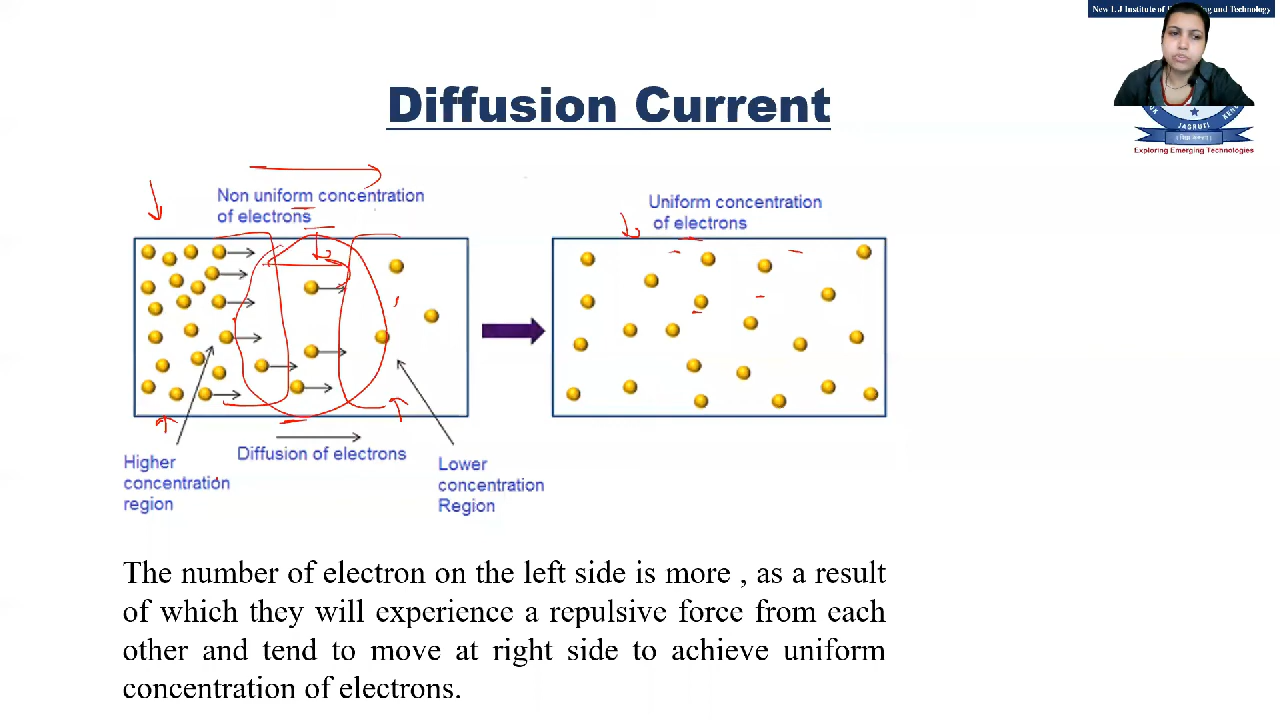 New L J Institute of
and Technology
JAGRUTI
Exploring Emerging Technologies
Diffusion Current
Non uniform concentration
of electrons
Uniform concentration
of electrons
Diffusion of electrons
Higher
concentration
region
Lower
concentration
Region
The number of electron on the left side is more , as a result
of which they will experience a repulsive force from each
other and tend to move at right side to achieve uniform
concentration of electrons.